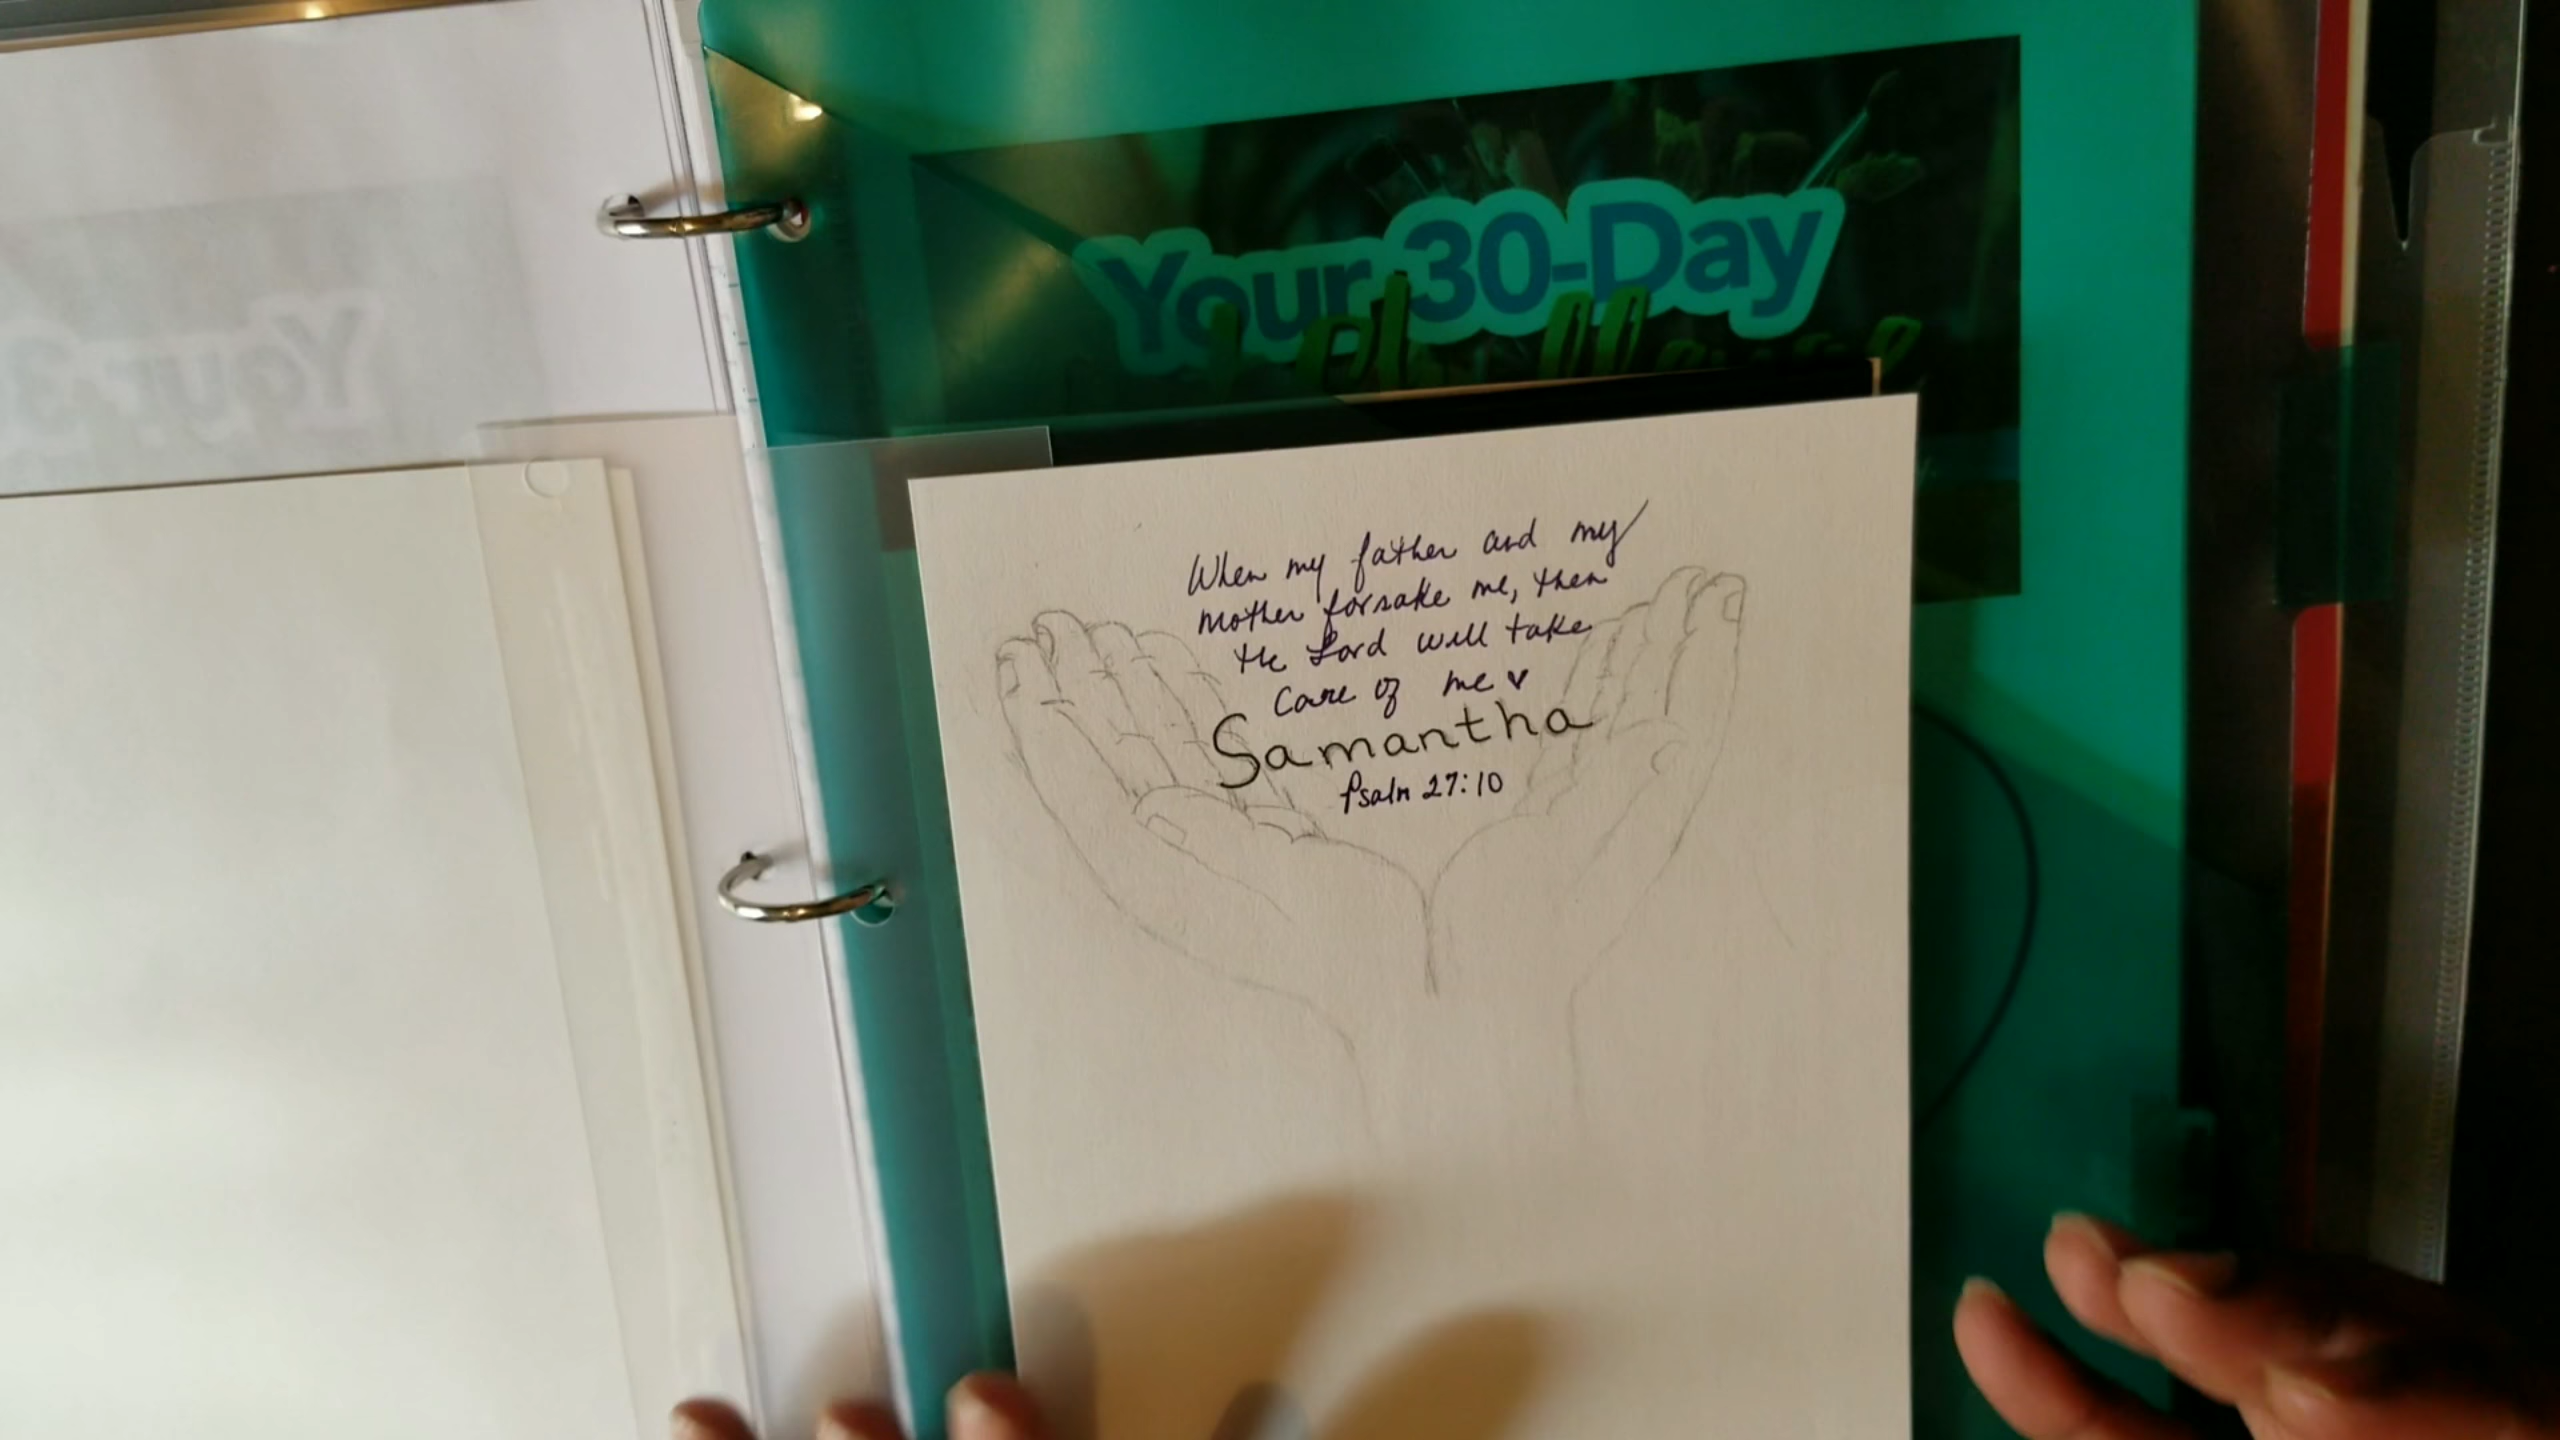 Your 30-Day
Challenge
When my father and my
mother forsake me, then
the Lord will take
care of me
Samantha
Psalm 27:10